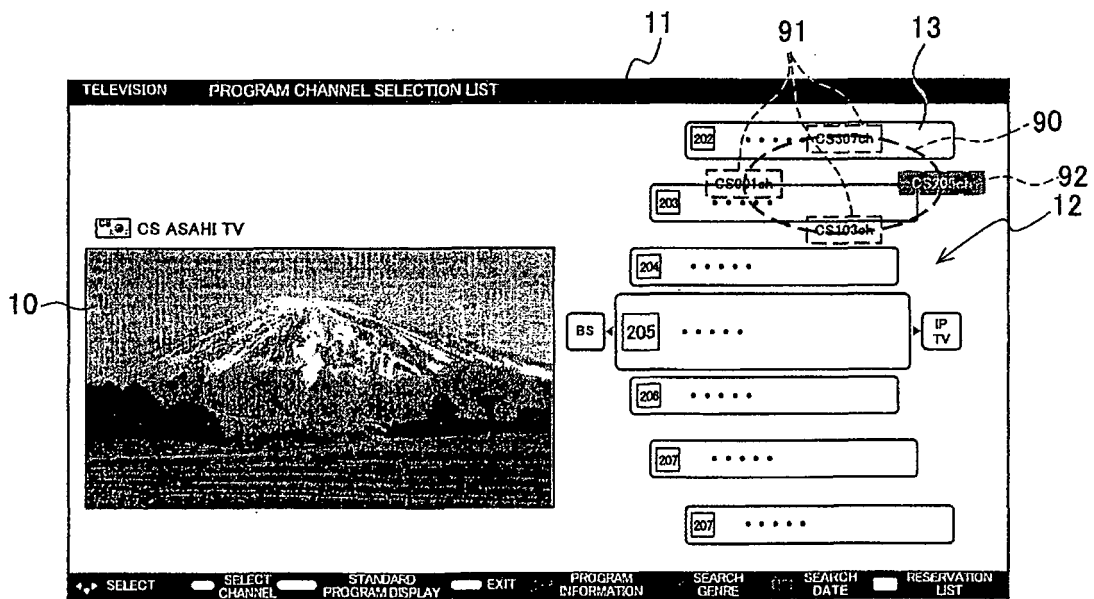 11
91
13
TELEVISION PROGRAM CHANNEL SELECTION LIST
90
202 • • • • • CS307ch
CS001ch CS205ch 92
203 • • • • •
12
CS103ch
CS CS ASAHI TV
204 • • • • •
10
BS 205 • • • • • IP TV
206 • • • • •
207 • • • • •
207 • • • • •
SELECT SELECT CHANNEL STANDARD PROGRAM DISPLAY EXIT PROGRAM INFORMATION SEARCH GENRE SEARCH DATE RESERVATION LIST